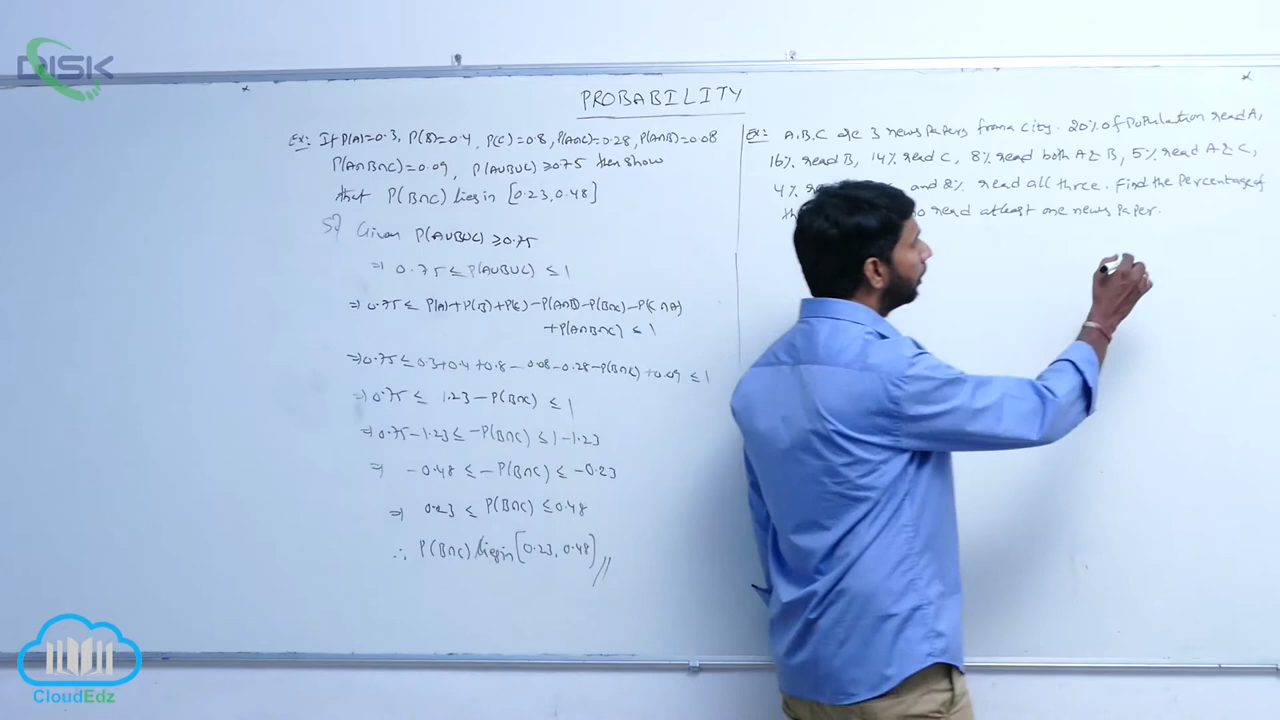 DISK
PROBABILITY
Ex: If P(A)=0.3, P(B)=0.4, P(C)=0.8, P(A∩C)=0.28, P(A∩B)=0.08
P(A∩B∩C)=0.09, P(AUBUC) ≥0.75 then show
that P(B∩C) lies in [0.23, 0.48]
Sol Given P(AUBUC) ≥0.75
⇒ 0.75 ≤ P(AUBUC) ≤ 1
⇒ 0.75 ≤ P(A)+P(B)+P(C)-P(A∩B)-P(B∩C)-P(C∩A)
+P(A∩B∩C) ≤ 1
⇒ 0.75 ≤ 0.3+0.4+0.8-0.08-0.28-P(B∩C)+0.09 ≤ 1
⇒ 0.75 ≤ 1.23-P(B∩C) ≤ 1
⇒ 0.75-1.23 ≤ -P(B∩C) ≤ 1-1.23
⇒ -0.48 ≤ -P(B∩C) ≤ -0.23
⇒ 0.23 ≤ P(B∩C) ≤ 0.48
∴ P(B∩C) lies in [0.23, 0.48] //
Ex: A,B,C are 3 news papers from a city. 20% of population read A,
16% read B, 14% read C, 8% read both A & B, 5% read A & C,
4% and 2% read all three. Find the percentage of
read atleast one news paper.
CloudEdz